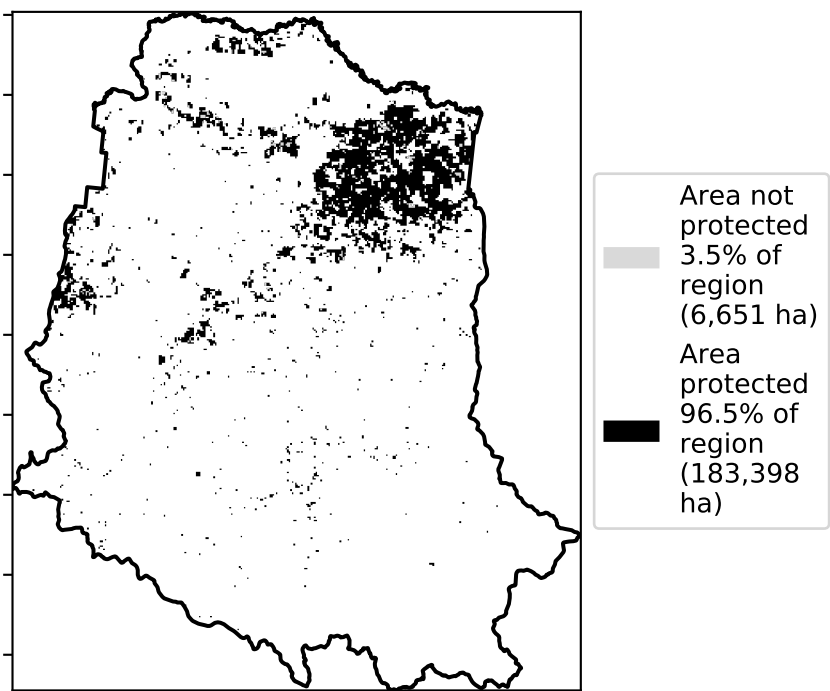 Area not
protected
3.5% of
region
(6,651 ha)
Area
protected
96.5% of
region
(183,398
ha)